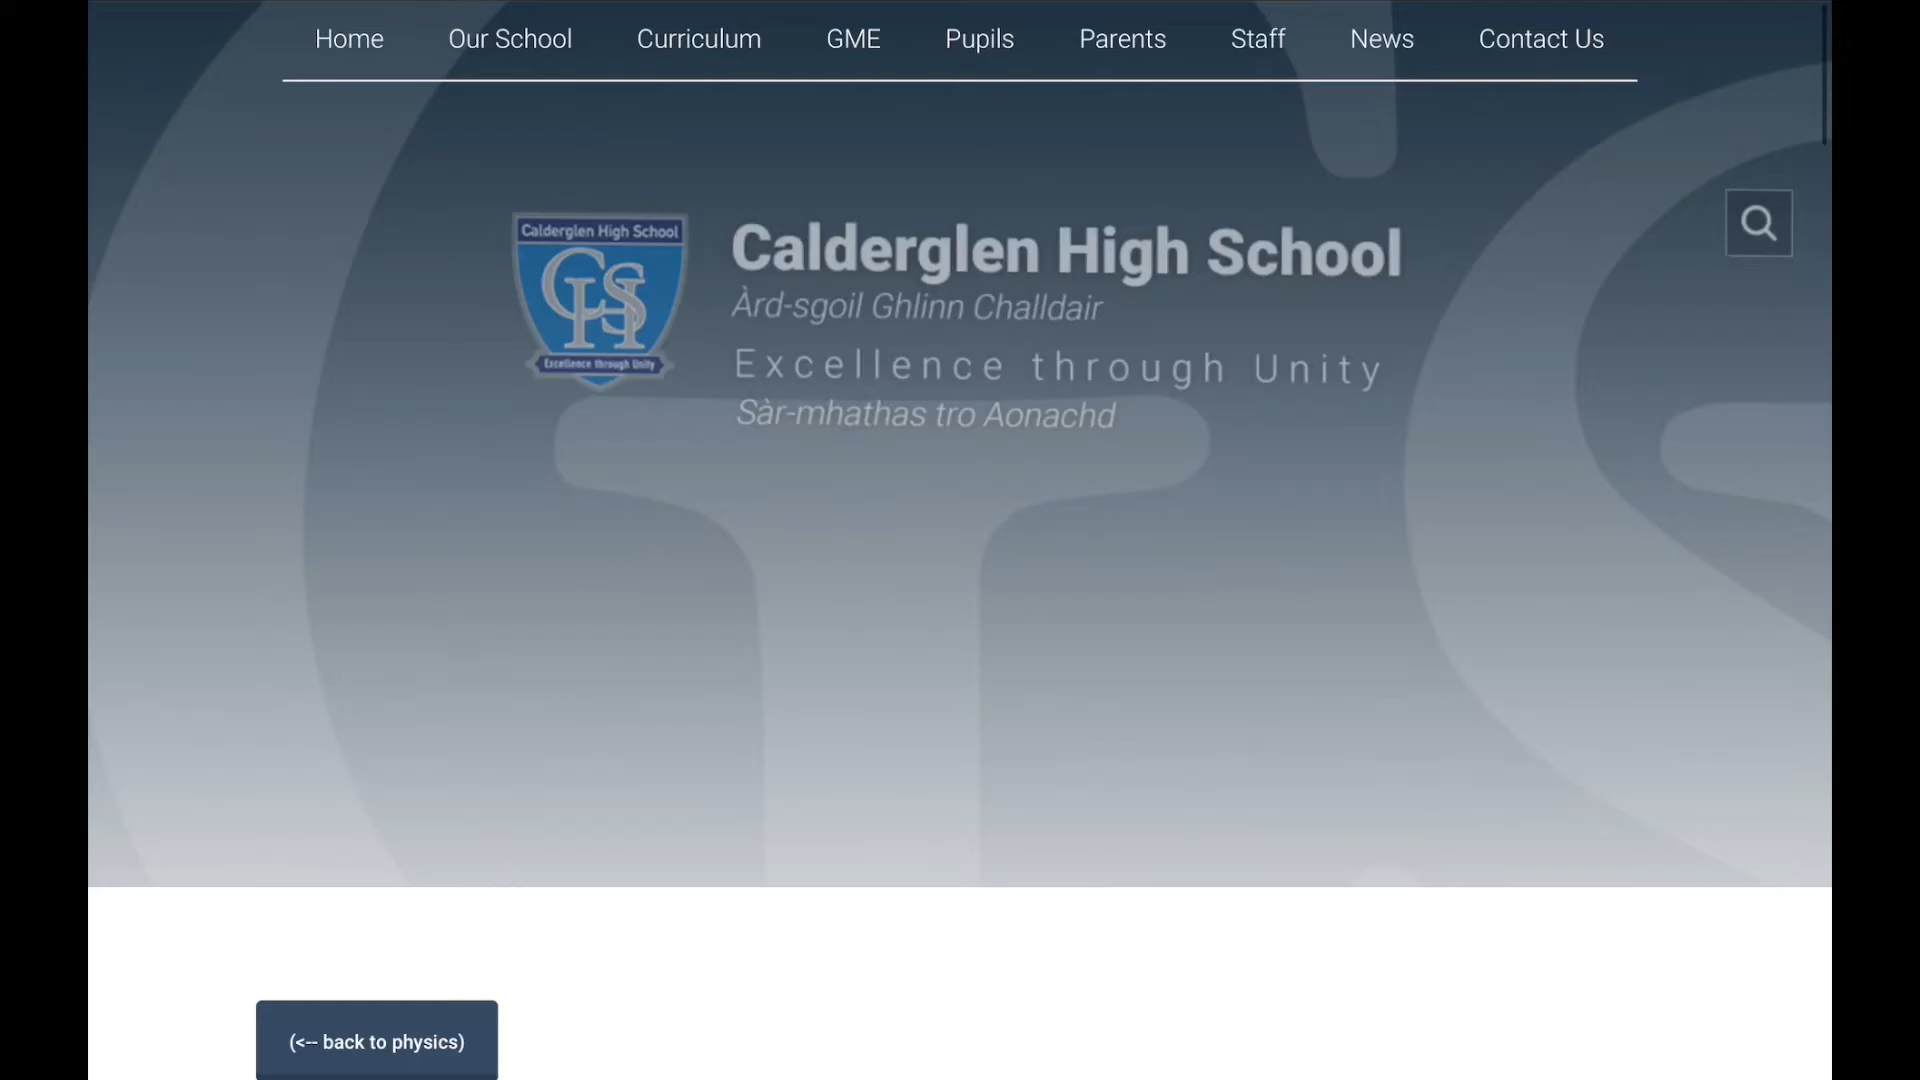 Home Our School Curriculum GME Pupils Parents Staff News Contact Us
Calderglen High School
CHS
Excellence through Unity
Calderglen High School
Àrd-sgoil Ghlinn Challdair
Excellence through Unity
Sàr-mhathas tro Aonachd
(<-- back to physics)